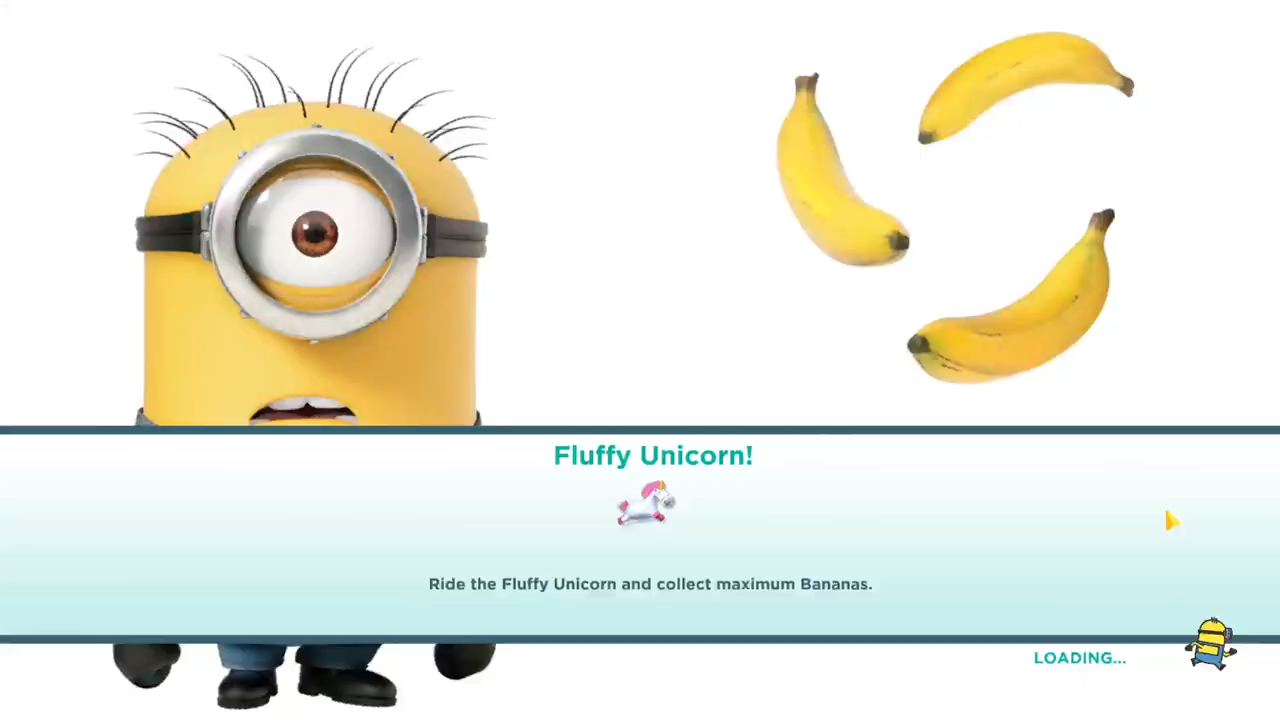 Fluffy Unicorn!
Ride the Fluffy Unicorn and collect maximum Bananas.
LOADING...